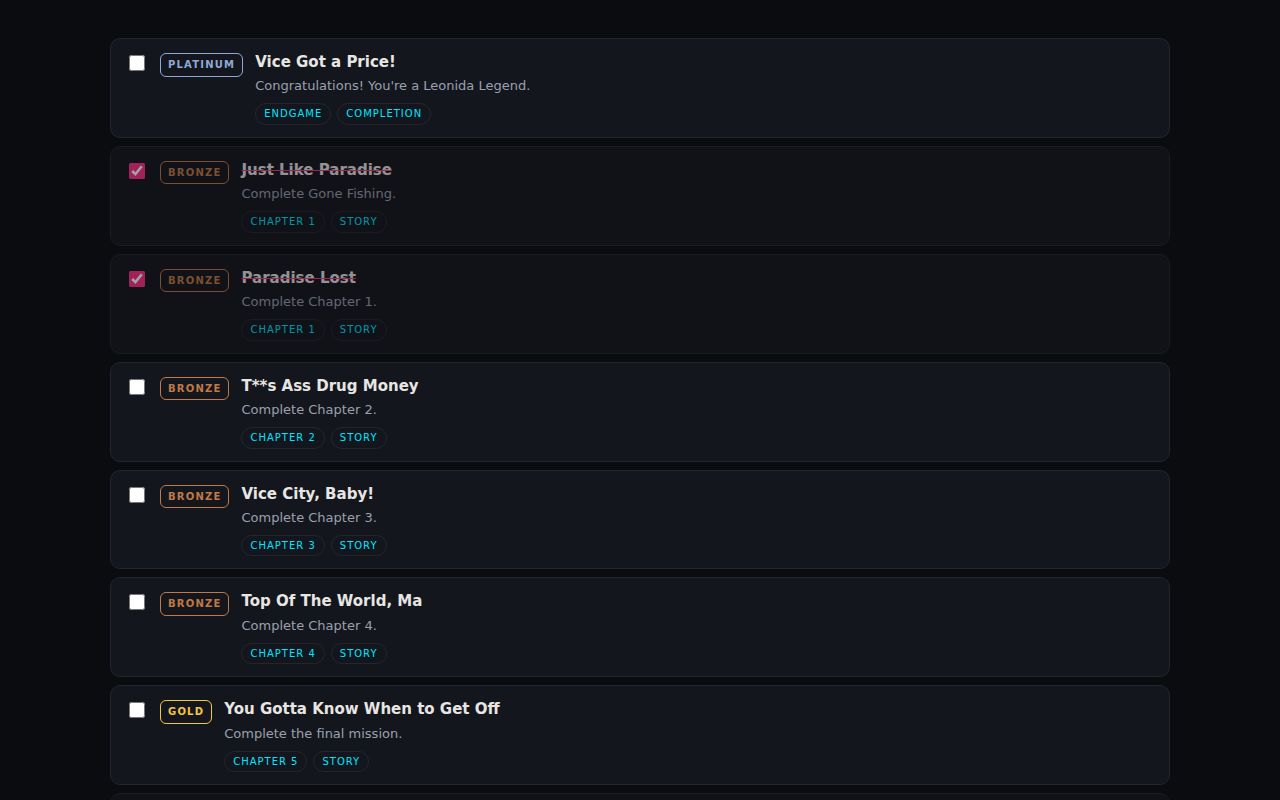 PLATINUM Vice Got a Price!
Congratulations! You're a Leonida Legend.
ENDGAME COMPLETION
BRONZE Just Like Paradise
Complete Gone Fishing.
CHAPTER 1 STORY
BRONZE Paradise Lost
Complete Chapter 1.
CHAPTER 1 STORY
BRONZE T**s Ass Drug Money
Complete Chapter 2.
CHAPTER 2 STORY
BRONZE Vice City, Baby!
Complete Chapter 3.
CHAPTER 3 STORY
BRONZE Top Of The World, Ma
Complete Chapter 4.
CHAPTER 4 STORY
GOLD You Gotta Know When to Get Off
Complete the final mission.
CHAPTER 5 STORY